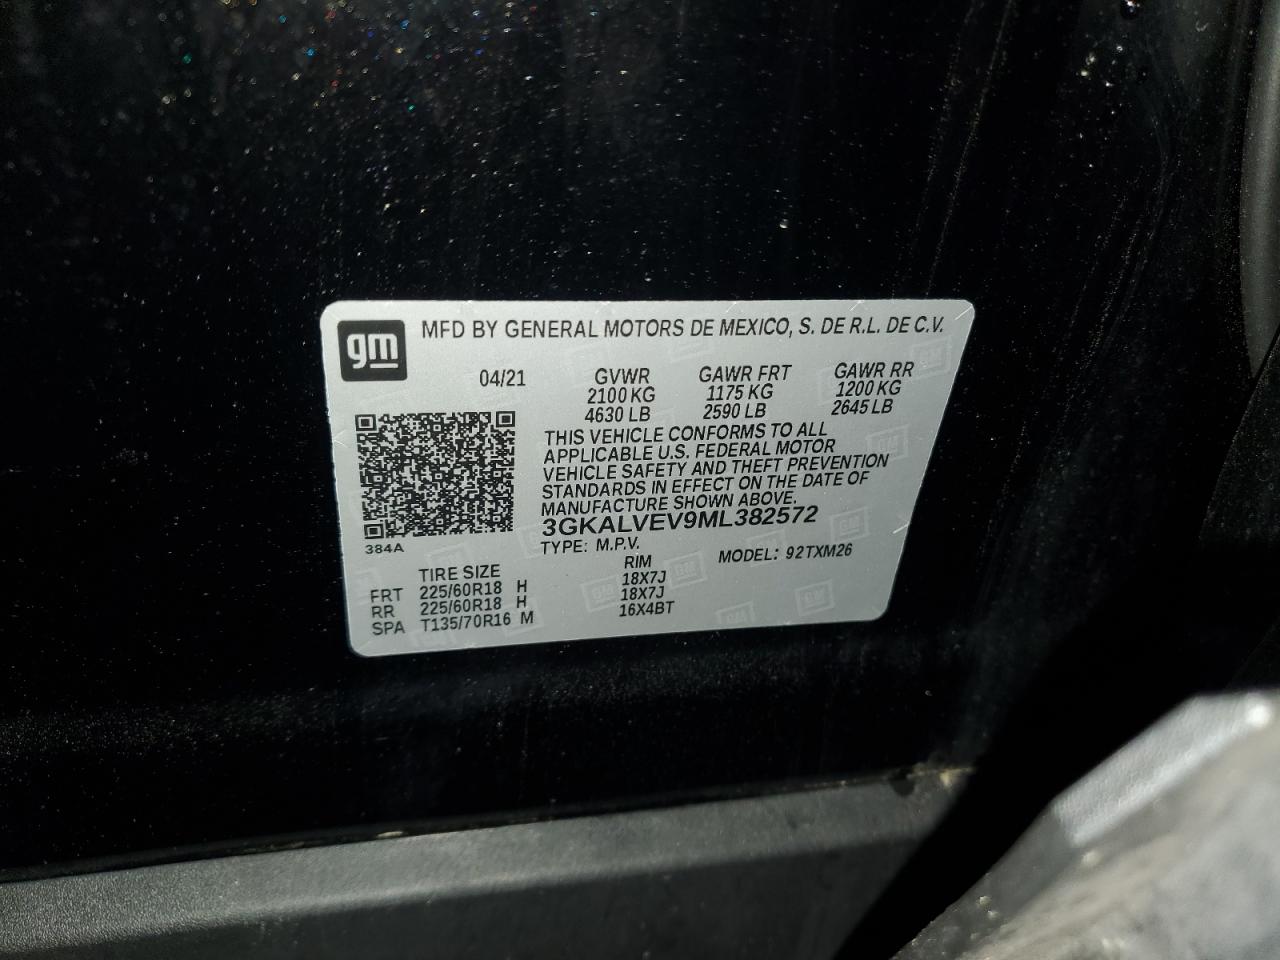 gm MFD BY GENERAL MOTORS DE MEXICO, S. DE R.L. DE C.V.
04/21 GVWR GAWR FRT GAWR RR
2100 KG 1175 KG 1200 KG
4630 LB 2590 LB 2645 LB
THIS VEHICLE CONFORMS TO ALL
APPLICABLE U.S. FEDERAL MOTOR
VEHICLE SAFETY AND THEFT PREVENTION
STANDARDS IN EFFECT ON THE DATE OF
MANUFACTURE SHOWN ABOVE.
3GKALVEV9ML382572
384A
TYPE: M.P.V. MODEL: 92TXM26
TIRE SIZE RIM
FRT 225/60R18 H 18X7J
RR 225/60R18 H 18X7J
SPA T135/70R16 M 16X4BT